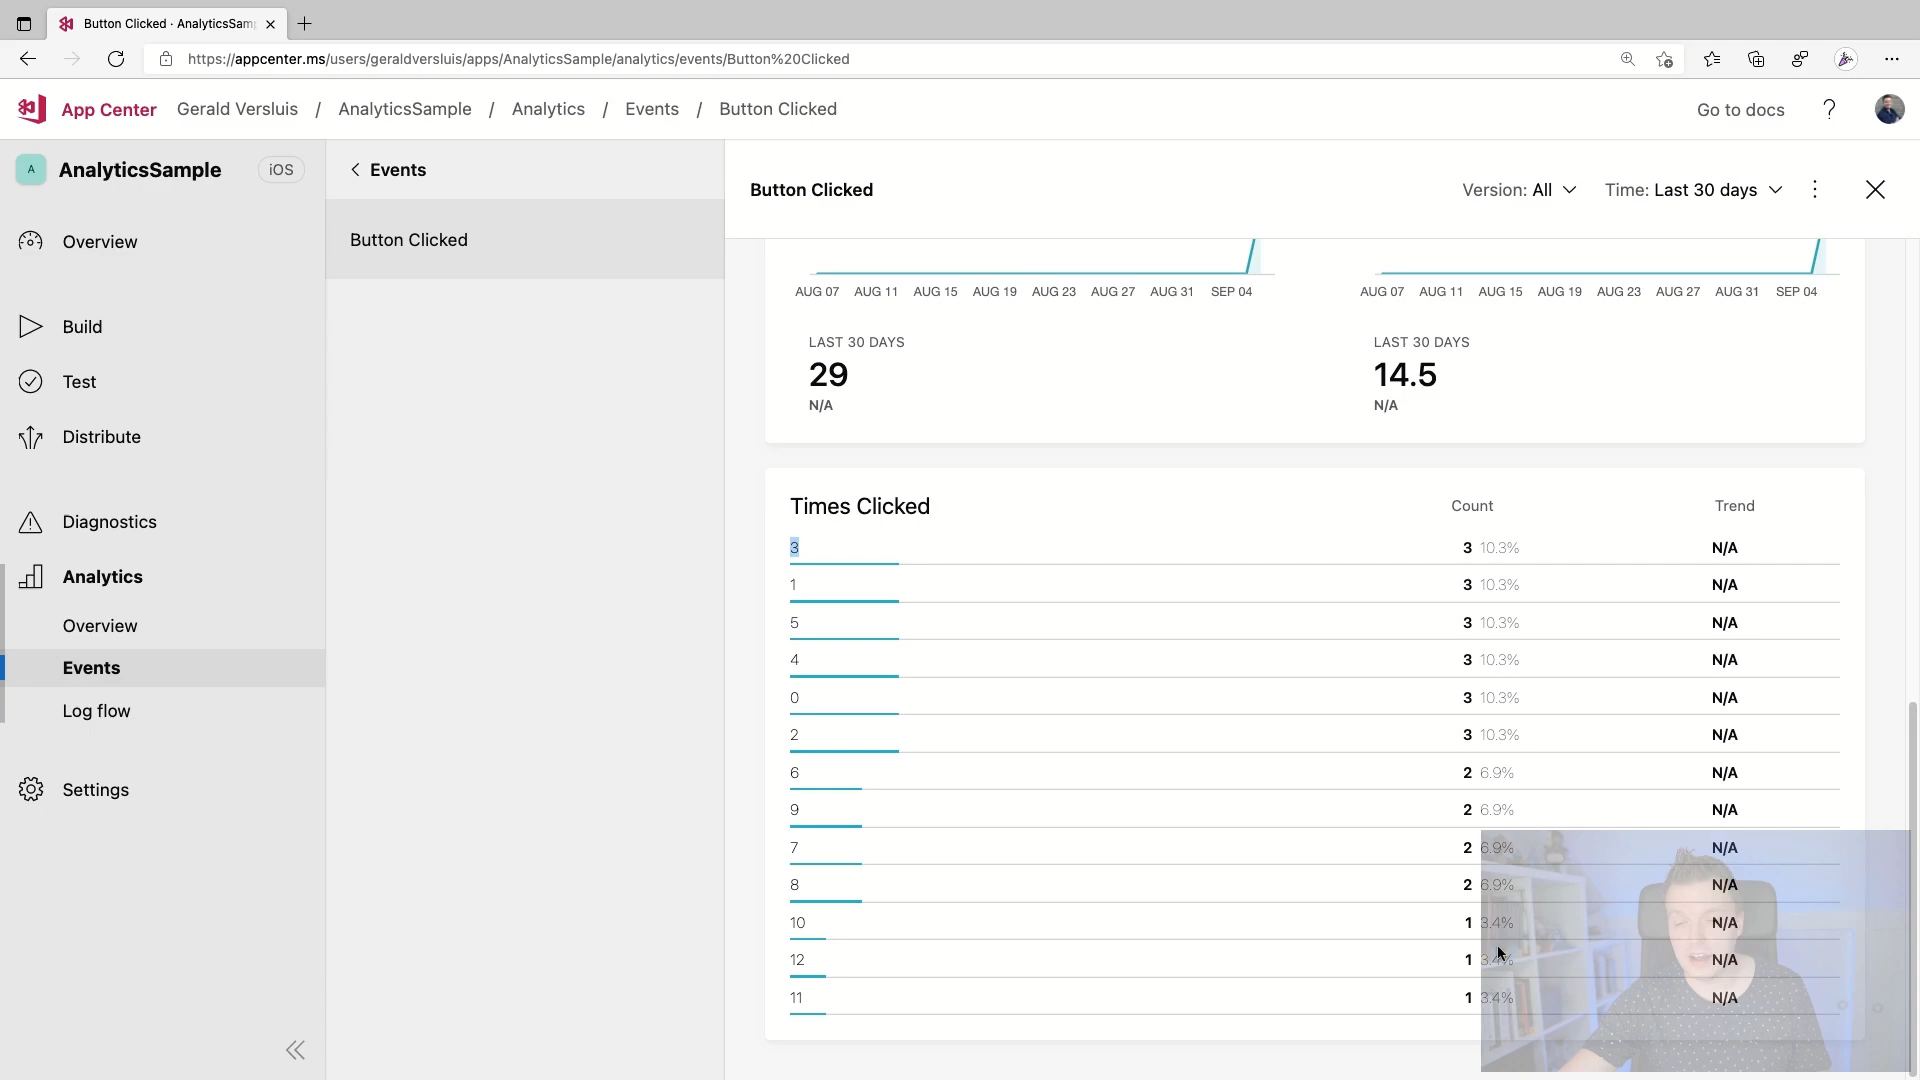 Button Clicked · AnalyticsSam
https://appcenter.ms/users/geraldversluis/apps/AnalyticsSample/analytics/events/Button%20Clicked
App Center Gerald Versluis / AnalyticsSample / Analytics / Events / Button Clicked Go to docs ?
A AnalyticsSample iOS
Overview
Build
Test
Distribute
Diagnostics
Analytics
Overview
Events
Log flow
Settings
Events
Button Clicked
Button Clicked Version: All Time: Last 30 days
AUG 07 AUG 11 AUG 15 AUG 19 AUG 23 AUG 27 AUG 31 SEP 04
LAST 30 DAYS
29
N/A
AUG 07 AUG 11 AUG 15 AUG 19 AUG 23 AUG 27 AUG 31 SEP 04
LAST 30 DAYS
14.5
N/A
Times Clicked Count Trend
3 3 10.3% N/A
1 3 10.3% N/A
5 3 10.3% N/A
4 3 10.3% N/A
0 3 10.3% N/A
2 3 10.3% N/A
6 2 6.9% N/A
9 2 6.9% N/A
7 2 6.9% N/A
8 2 6.9% N/A
10 1 3.4% N/A
12 1 3.4% N/A
11 1 3.4% N/A